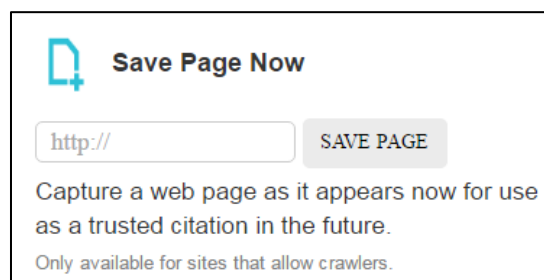 Save Page Now
http://
SAVE PAGE
Capture a web page as it appears now for use
as a trusted citation in the future.
Only available for sites that allow crawlers.